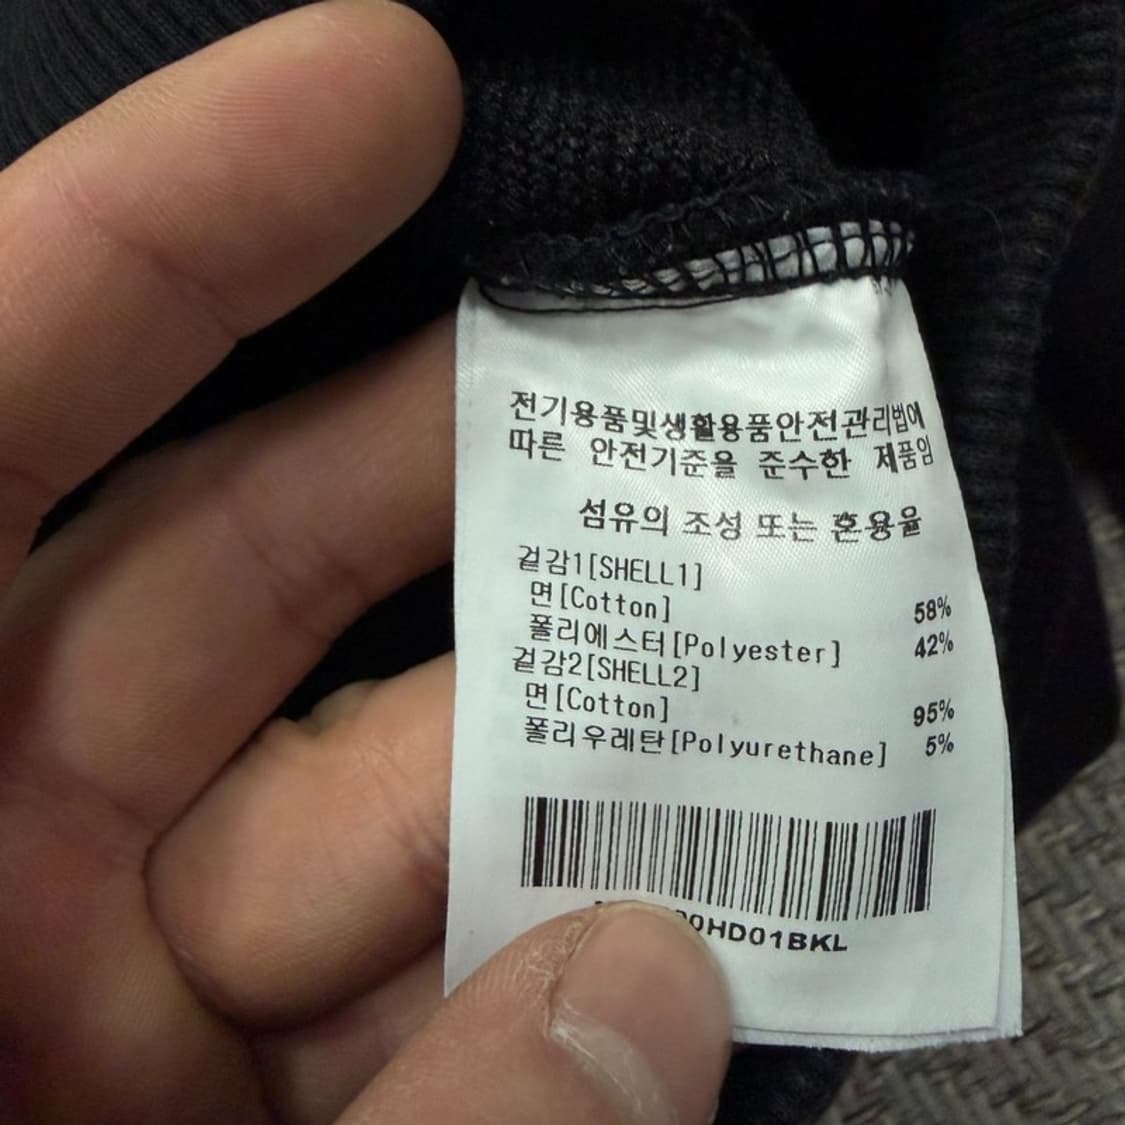 전기용품및생활용품안전관리법에
따른 안전기준을 준수한 제품임
섬유의 조성 또는 혼용율
겉감1[SHELL1]
면[Cotton] 58%
폴리에스터[Polyester] 42%
겉감2[SHELL2]
면[Cotton] 95%
폴리우레탄[Polyurethane] 5%
0HD01BKL